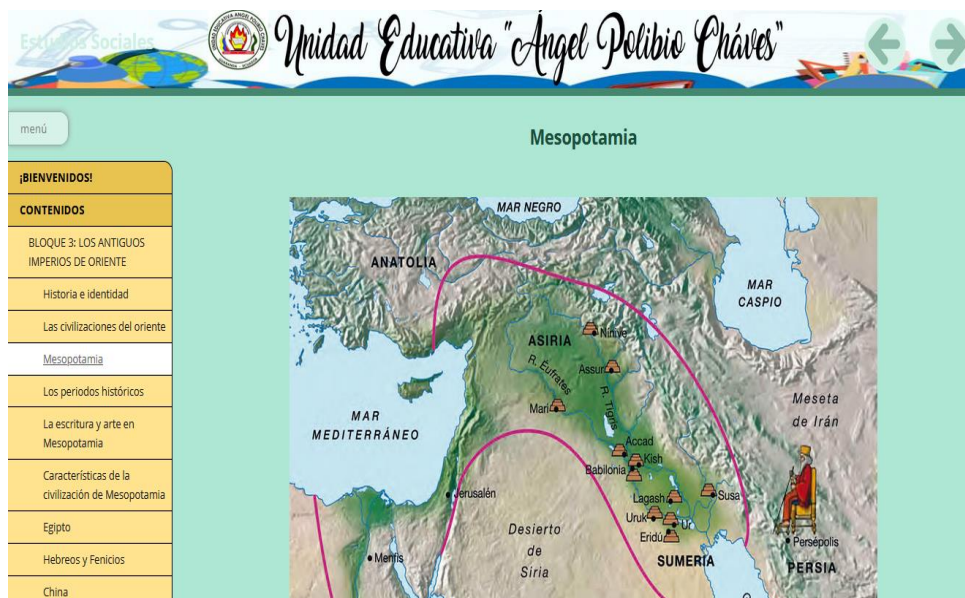 Estudios Sociales
Unidad Educativa "Ángel Polibio Cháves"
menú
Mesopotamia
¡BIENVENIDOS!
CONTENIDOS
BLOQUE 3: LOS ANTIGUOS
IMPERIOS DE ORIENTE
Historia e identidad
Las civilizaciones del oriente
Mesopotamia
Los periodos históricos
La escritura y arte en
Mesopotamia
Características de la
civilización de Mesopotamia
Egipto
Hebreos y Fenicios
China
MAR NEGRO
ANATOLIA
MAR
CASPIO
ASIRIA
Nínive
R. Éufrates
Assur
R. Tigris
Mari
Meseta
de Irán
MAR
MEDITERRÁNEO
Accad
Kish
Babilonia
Jerusalén
Lagash
Susa
Uruk
Ur
Eridú
Desierto
de
Siria
Menfis
SUMERIA
Persépolis
PERSIA